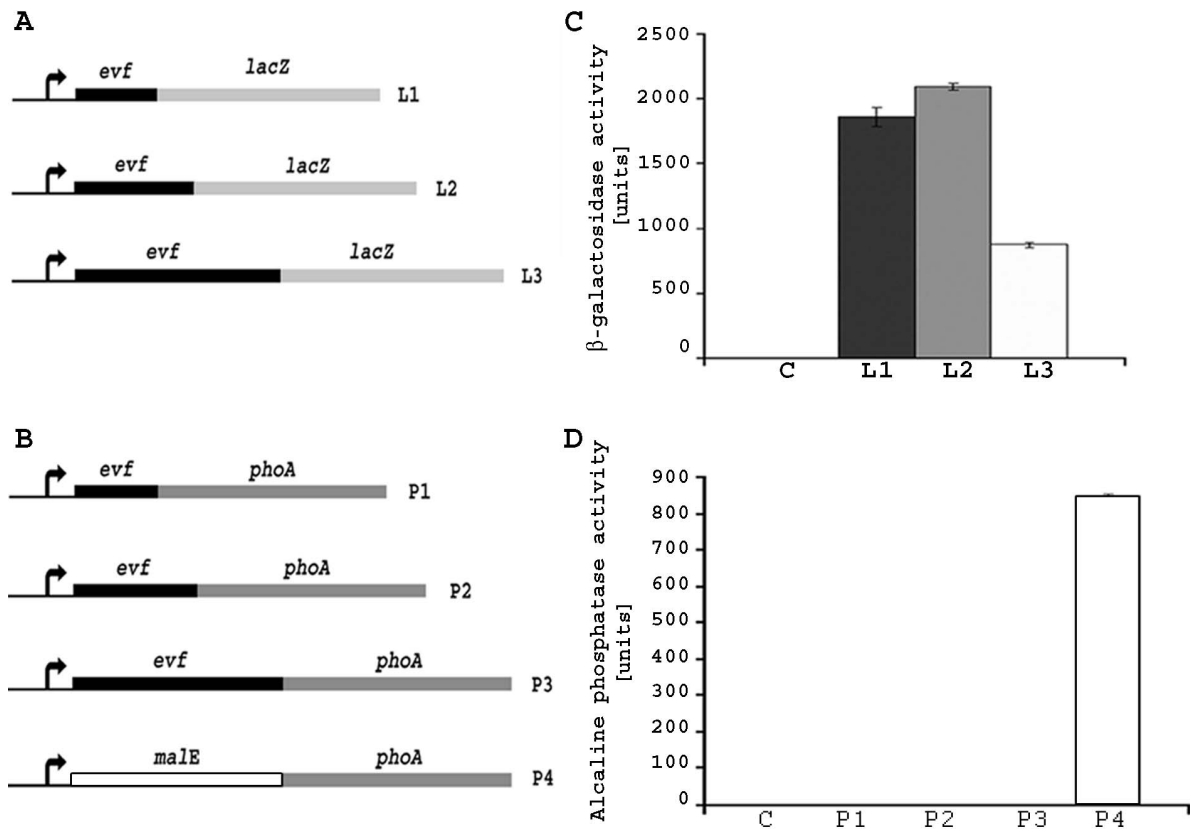 A
evf lacZ
L1
evf lacZ
L2
evf lacZ
L3
B
evf phoA
P1
evf phoA
P2
evf phoA
P3
malE phoA
P4
C
β-galactosidase activity
[units]
2500
2000
1500
1000
500
0
C L1 L2 L3
D
Alcaline phosphatase activity
[units]
900
800
700
600
500
400
300
200
100
0
C P1 P2 P3 P4